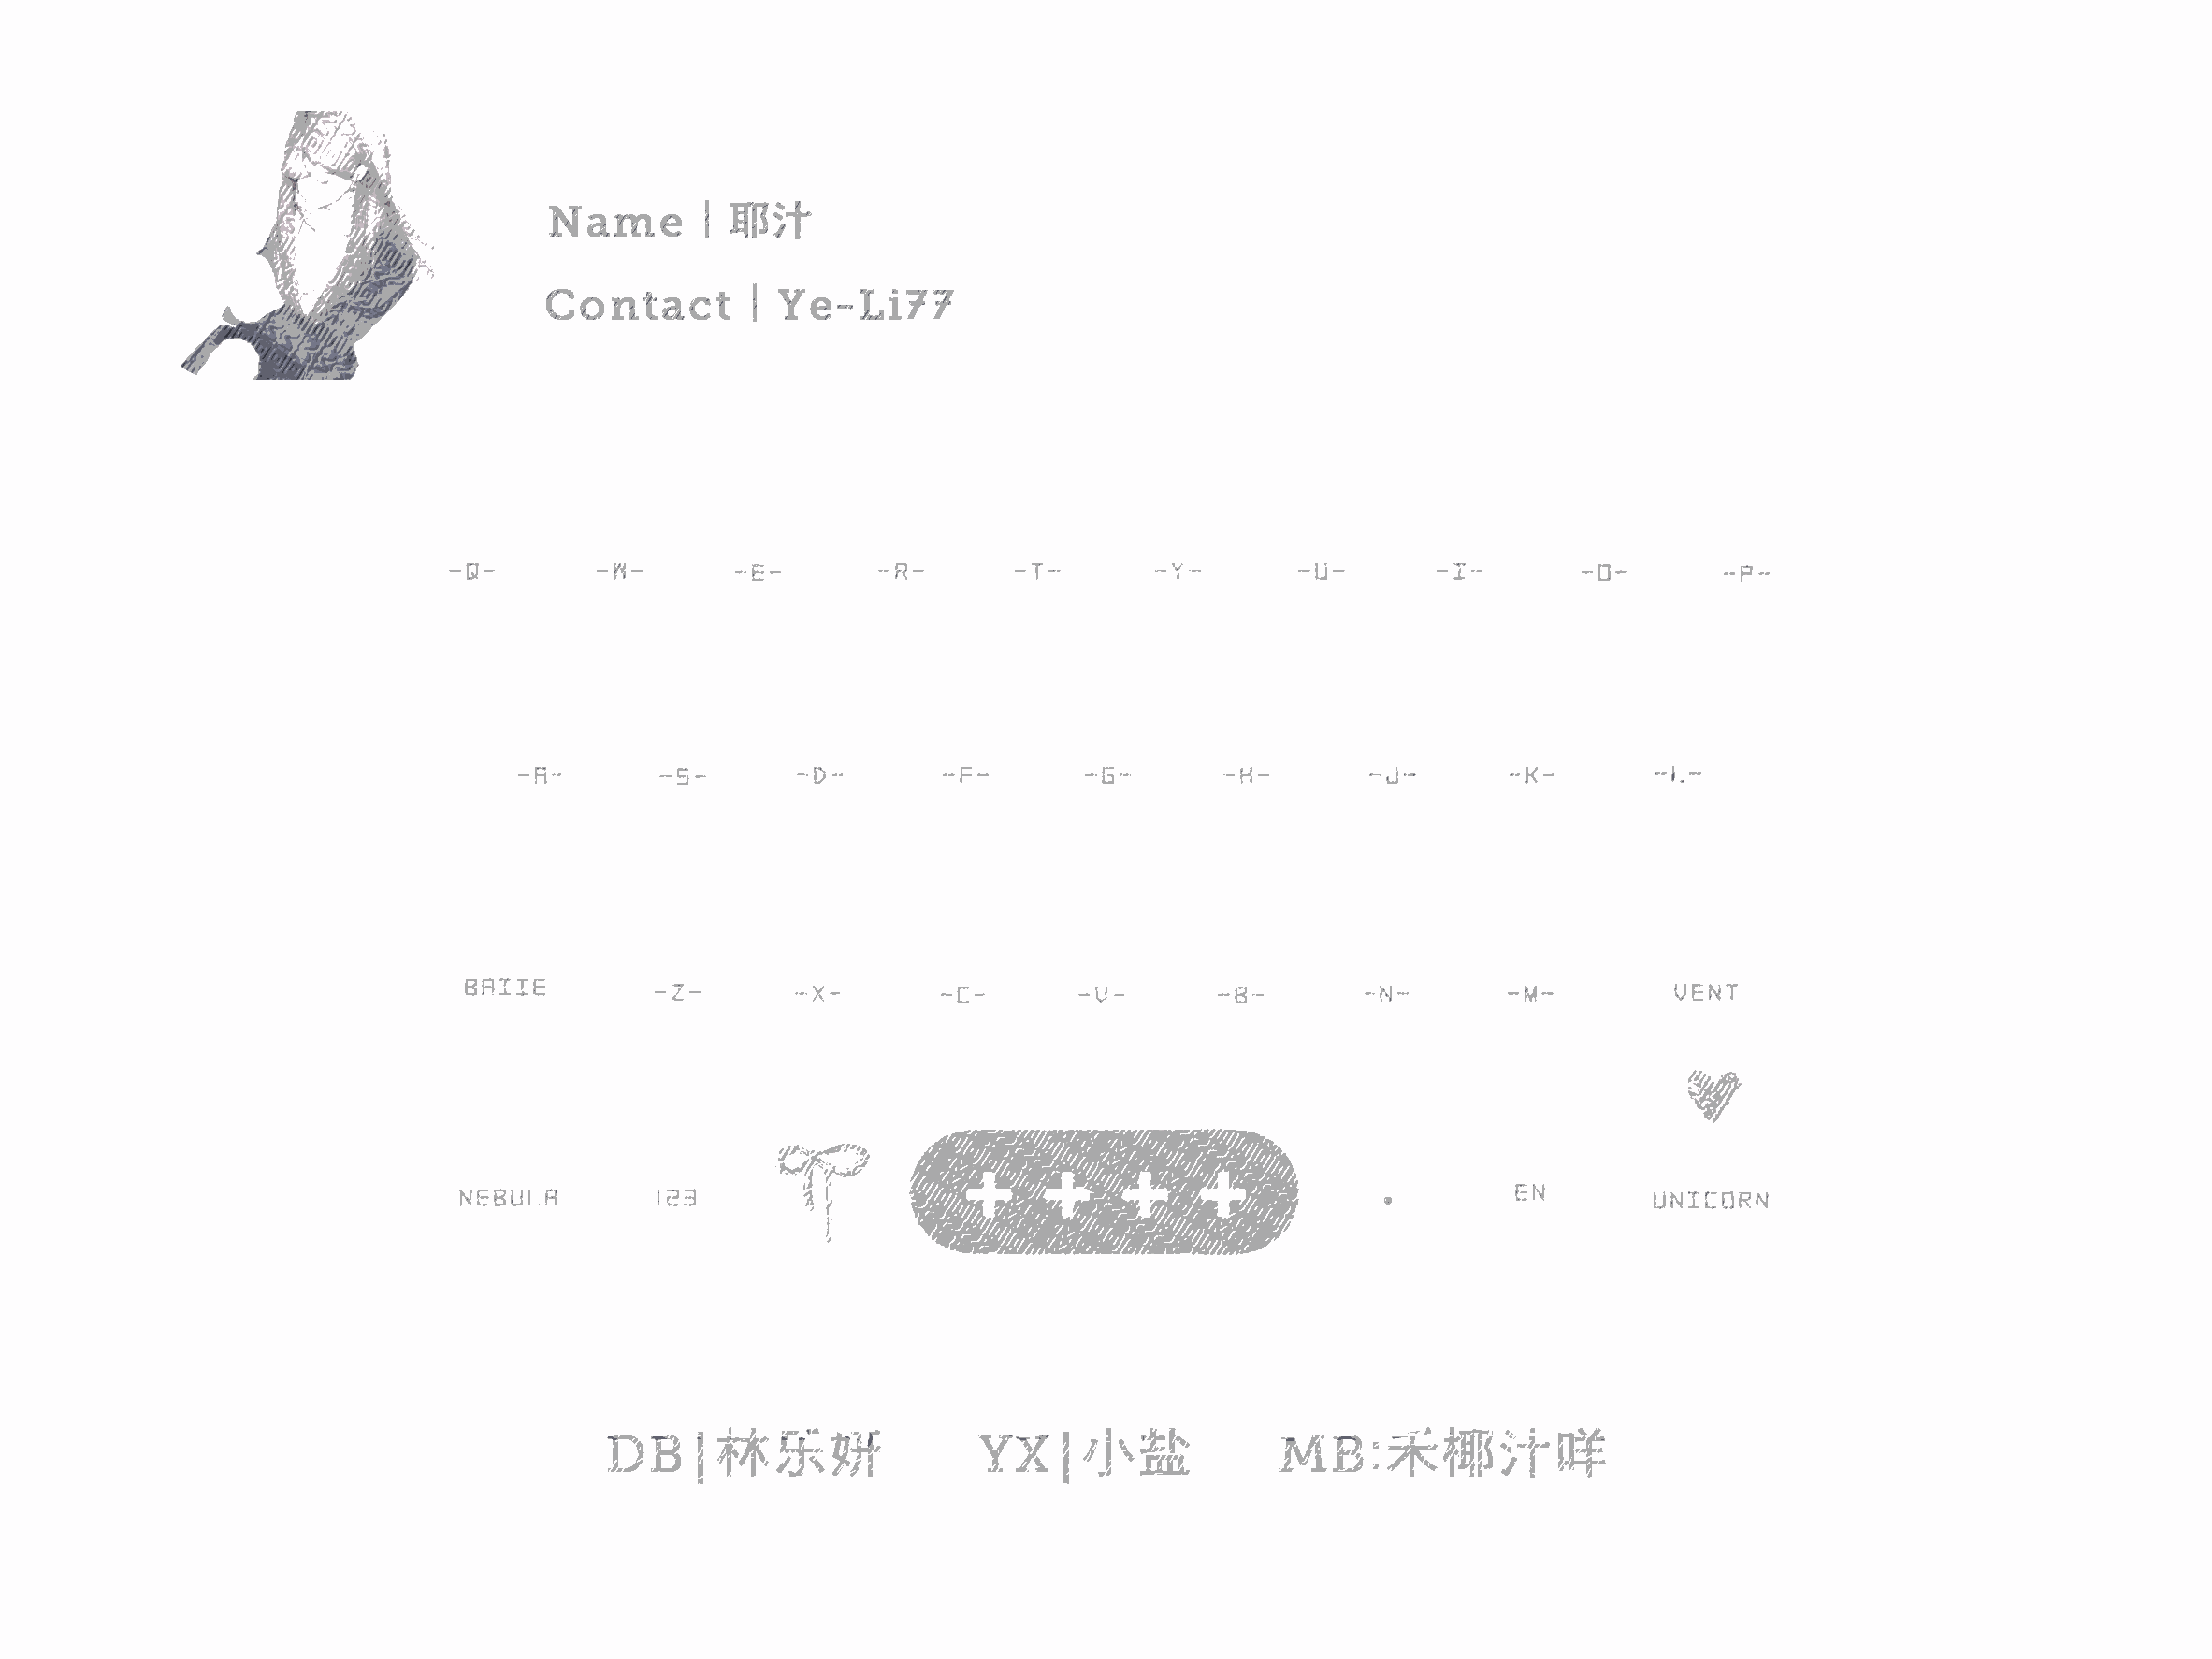 Name | 耶汁
Contact | Ye-Li77
-Q- -W- -E- -R- -T- -Y- -U- -I- -O- -P-
-A- -S- -D- -F- -G- -H- -J- -K- -L-
BAIIE -Z- -X- -C- -V- -B- -N- -M- VENT
NEBULA 123 . EN UNICORN
DB|林乐妍 YX|小盐 MB:禾椰汁咩